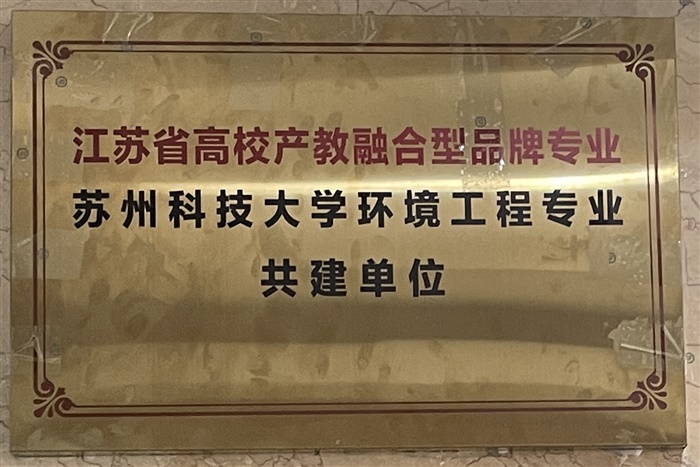 江苏省高校产教融合型品牌专业
苏州科技大学环境工程专业
共建单位